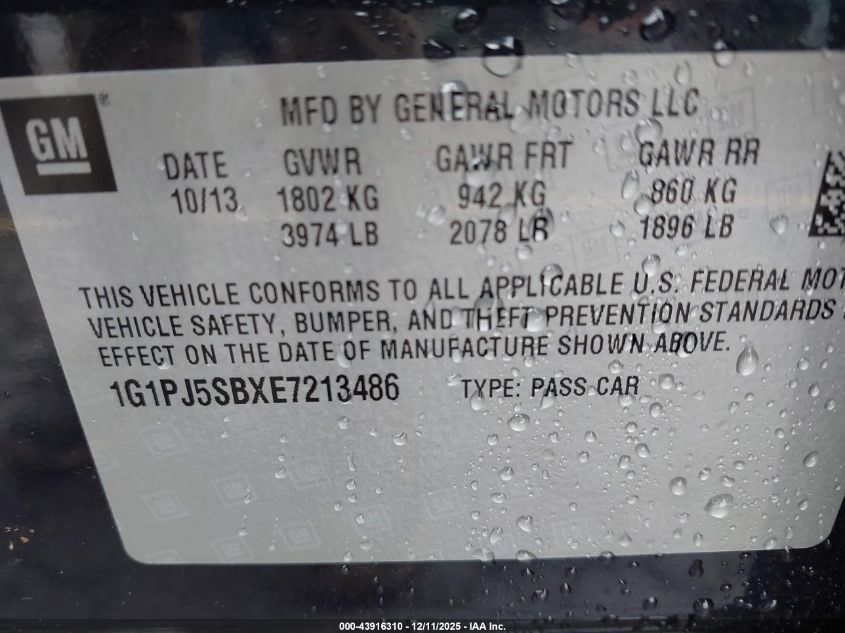 GM®
MFD BY GENERAL MOTORS LLC
DATE GVWR GAWR FRT GAWR RR
10/13 1802 KG 942 KG 860 KG
3974 LB 2078 LB 1896 LB
THIS VEHICLE CONFORMS TO ALL APPLICABLE U.S. FEDERAL MOT
VEHICLE SAFETY, BUMPER, AND THEFT PREVENTION STANDARDS
EFFECT ON THE DATE OF MANUFACTURE SHOWN ABOVE.
1G1PJ5SBXE7213486 TYPE: PASS CAR
000-43916310 - 12/11/2025 - IAA Inc.